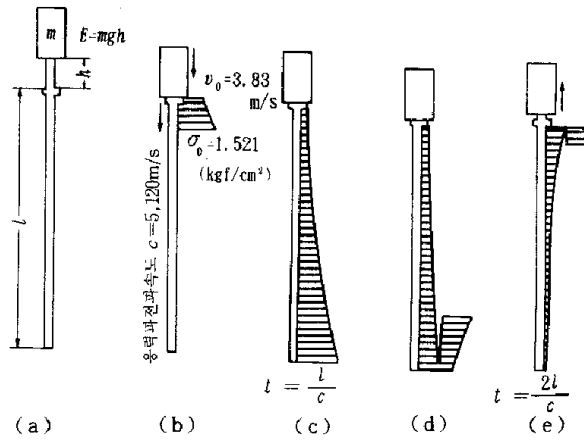 m
E=mgh
h
l
v₀=3.83
m/s
σ₀=1.521
(kgf/cm²)
응력파전파속도 c=5,120m/s
t = l/c
t = 2l/c
(a)
(b)
(c)
(d)
(e)